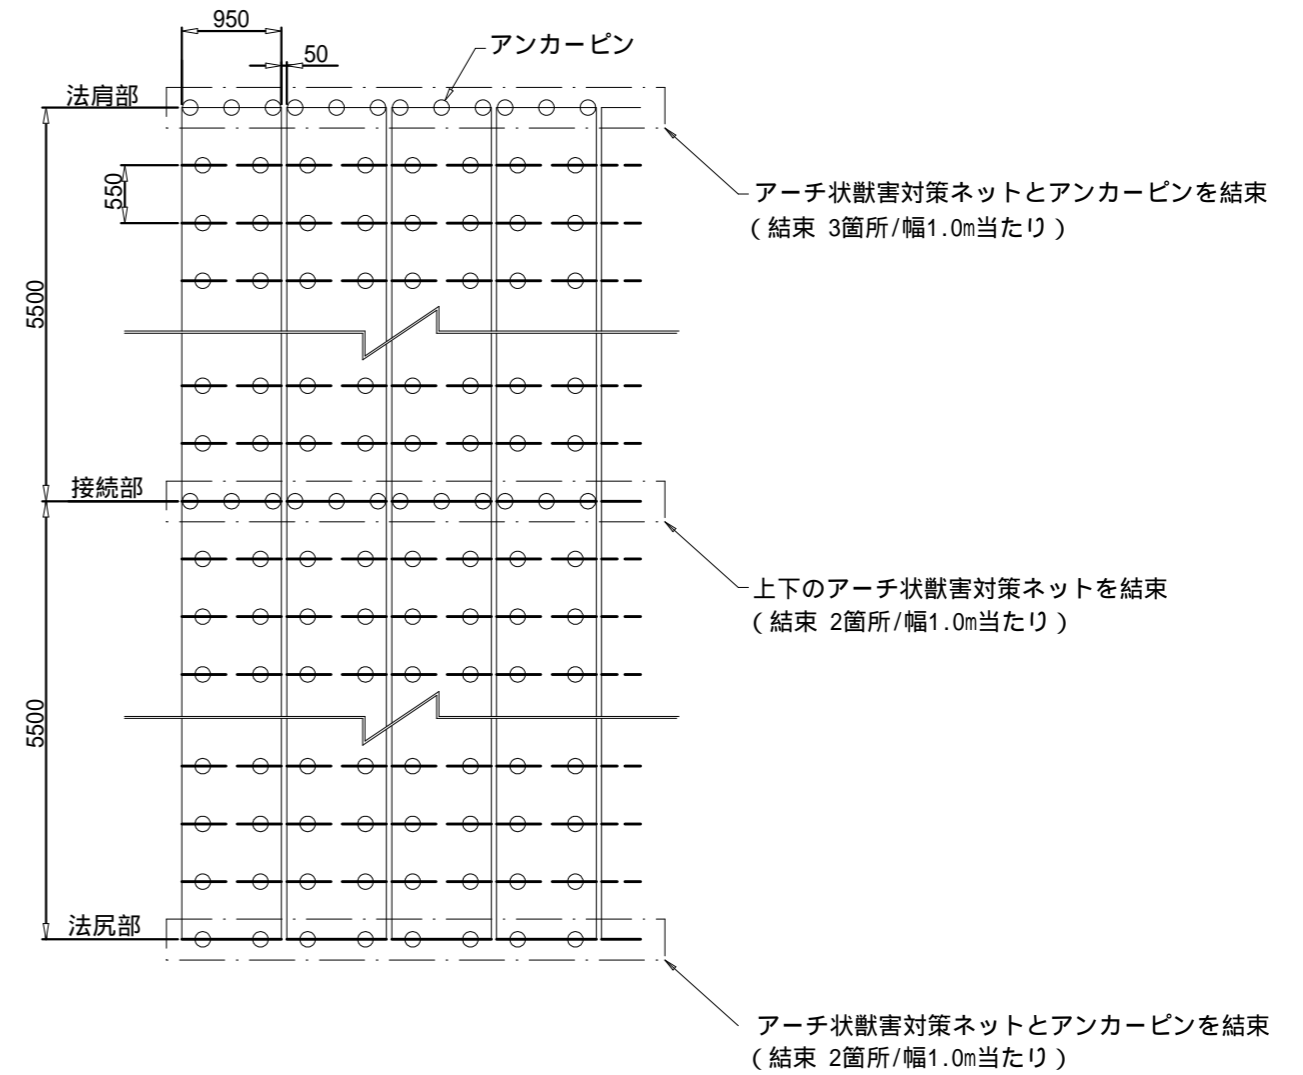 950
50
アンカーピン
法肩部
550
アーチ状獣害対策ネットとアンカーピンを結束
（結束 3箇所/幅1.0m当たり）
5500
接続部
上下のアーチ状獣害対策ネットを結束
（結束 2箇所/幅1.0m当たり）
5500
法尻部
アーチ状獣害対策ネットとアンカーピンを結束
（結束 2箇所/幅1.0m当たり）